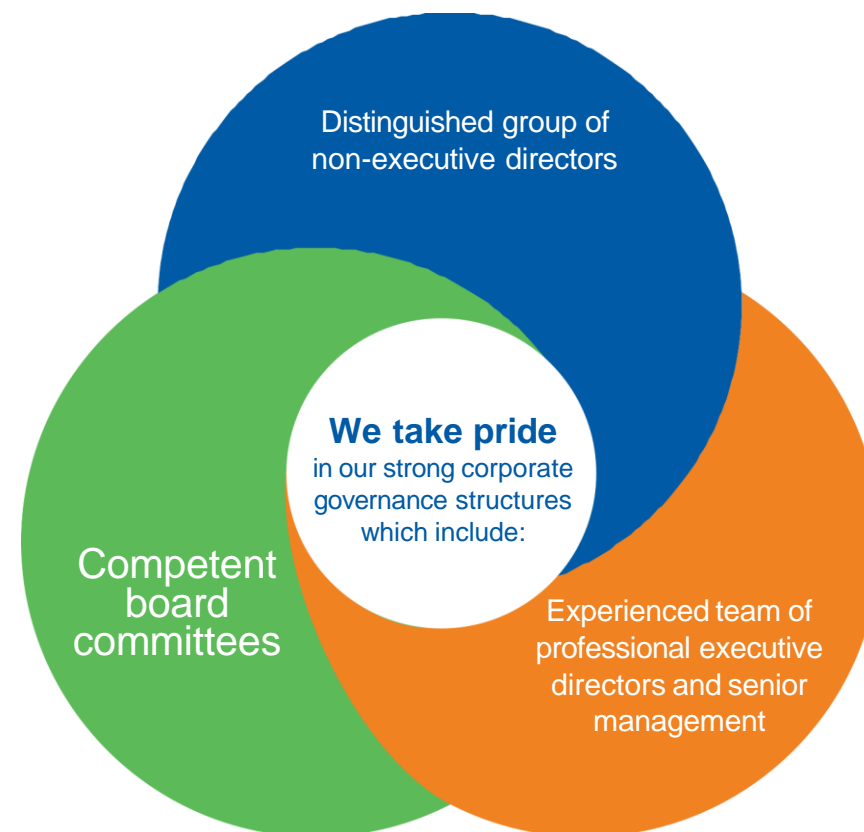 Distinguished group of
non-executive directors
We take pride
in our strong corporate
governance structures
which include:
Competent
board
committees
Experienced team of
professional executive
directors and senior
management